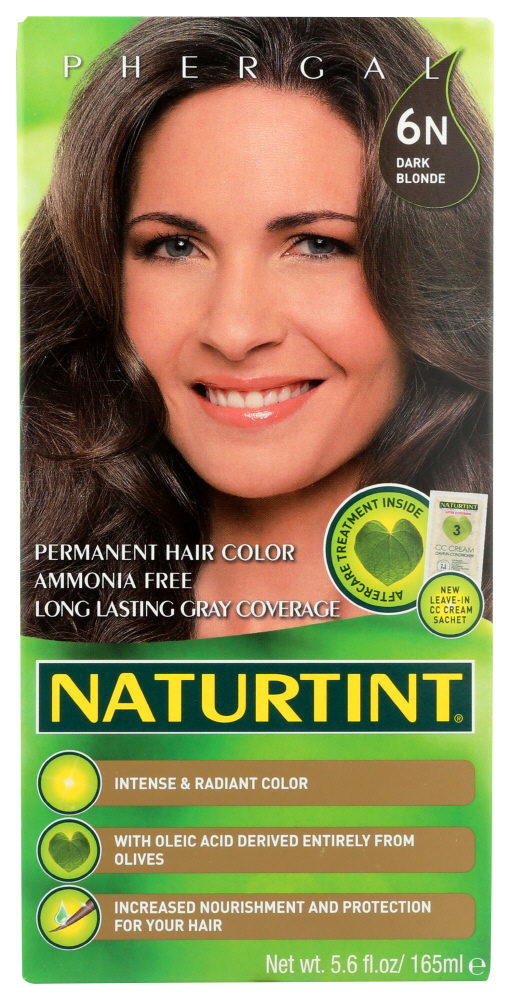 PHERGAL
6N
DARK
BLONDE
PERMANENT HAIR COLOR
AMMONIA FREE
LONG LASTING GRAY COVERAGE
AFTERCARE TREATMENT INSIDE
NATURTINT
3
CC CREAM
NEW
LEAVE-IN
CC CREAM
SACHET
NATURTINT®
INTENSE & RADIANT COLOR
WITH OLEIC ACID DERIVED ENTIRELY FROM
OLIVES
INCREASED NOURISHMENT AND PROTECTION
FOR YOUR HAIR
Net wt. 5.6 fl.oz/ 165ml ℮